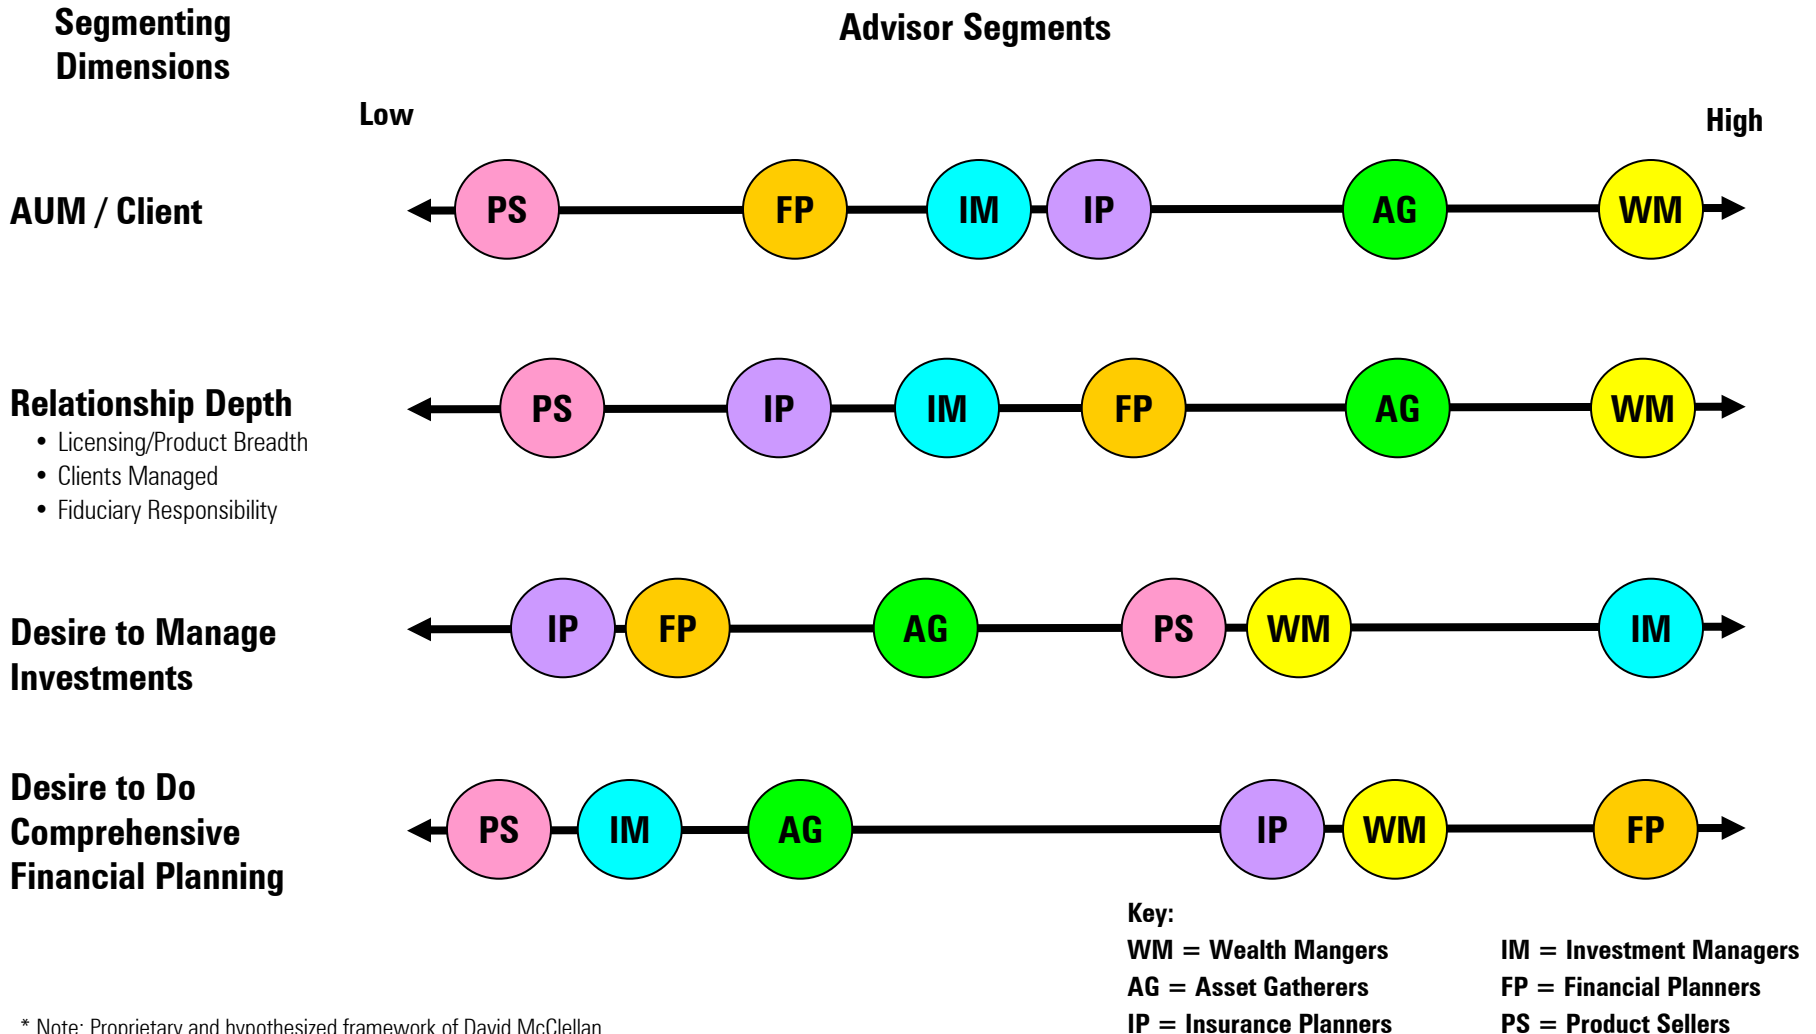 Segmenting
Dimensions
Advisor Segments
Low
High
AUM / Client
PS FP IM IP AG WM
Relationship Depth
• Licensing/Product Breadth
• Clients Managed
• Fiduciary Responsibility
PS IP IM FP AG WM
Desire to Manage
Investments
IP FP AG PS WM IM
Desire to Do
Comprehensive
Financial Planning
PS IM AG IP WM FP
Key:
WM = Wealth Mangers
IM = Investment Managers
AG = Asset Gatherers
FP = Financial Planners
IP = Insurance Planners
PS = Product Sellers
* Note: Proprietary and hypothesized framework of David McClellan